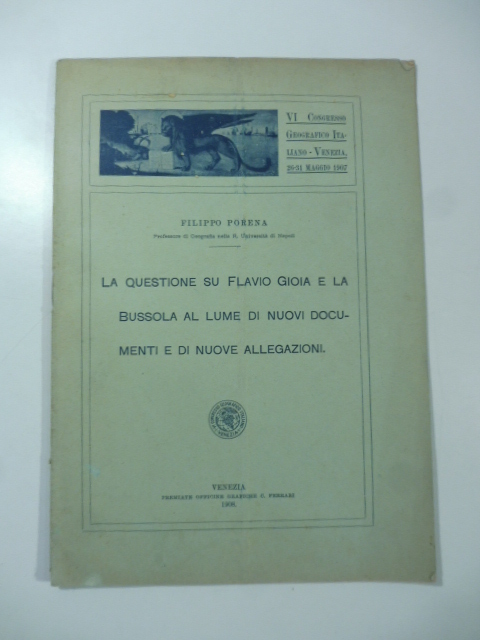 VI CONGRESSO
GEOGRAFICO ITA-
LIANO - VENEZIA,
26-31 MAGGIO 1907
FILIPPO PORENA
Professore di Geografia nella R. Università di Napoli
LA QUESTIONE SU FLAVIO GIOIA E LA
BUSSOLA AL LUME DI NUOVI DOCU-
MENTI E DI NUOVE ALLEGAZIONI.
VENEZIA
PREMIATE OFFICINE GRAFICHE C. FERRARI
1908.